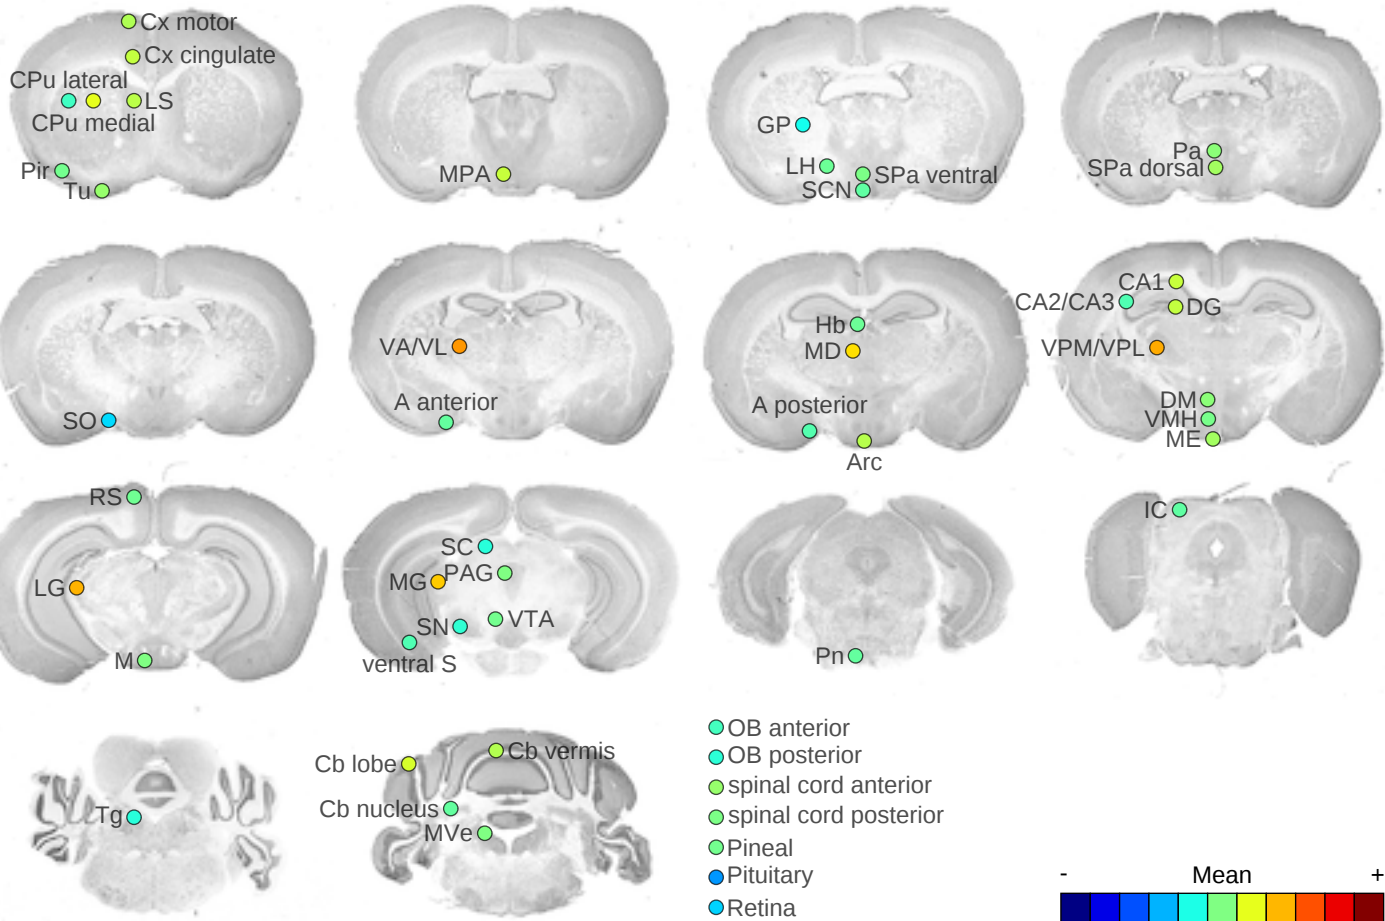 Cx motor
Cx cingulate
CPu lateral
LS
CPu medial
Pir
Tu
MPA
GP
LH
SPa ventral
SCN
Pa
SPa dorsal
SO
VA/VL
A anterior
Hb
MD
A posterior
Arc
CA1
CA2/CA3
DG
VPM/VPL
DM
VMH
ME
RS
LG
M
SC
PAG
MG
VTA
SN
ventral S
Pn
IC
Tg
Cb vermis
Cb lobe
Cb nucleus
MVe
OB anterior
OB posterior
spinal cord anterior
spinal cord posterior
Pineal
Pituitary
Retina
- Mean +